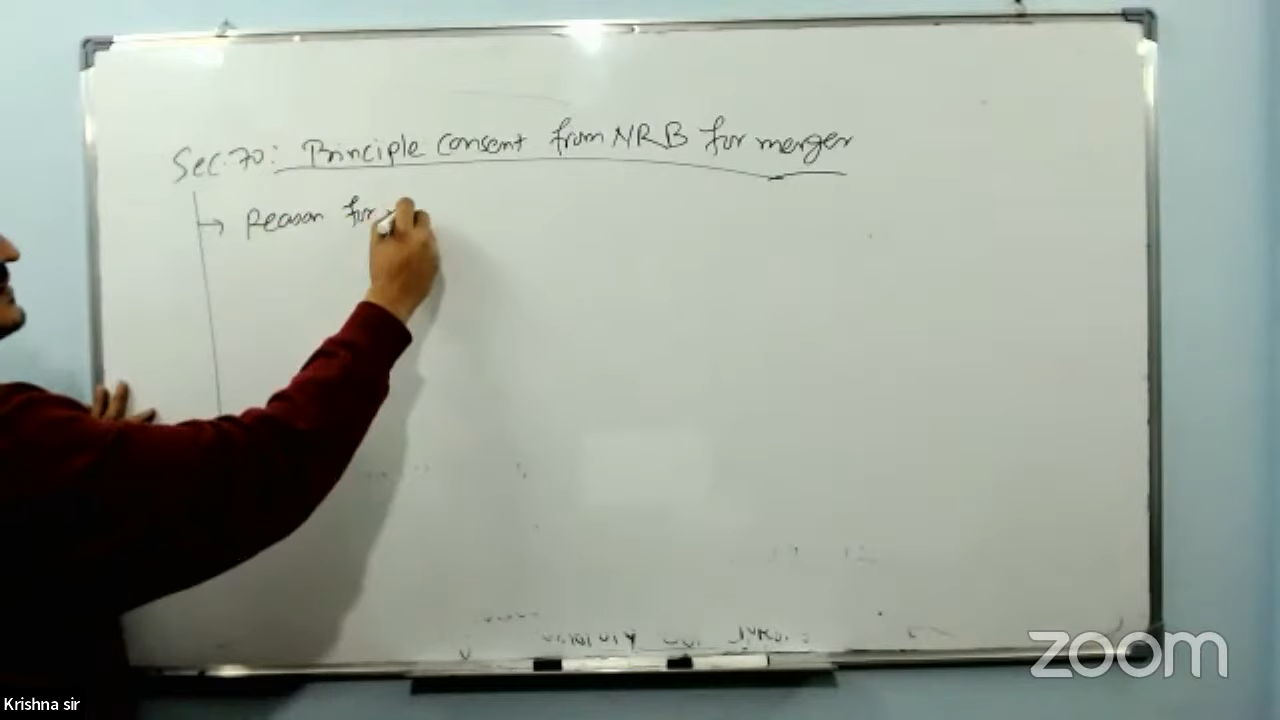 Sec. 70: Principle Consent from NRB for merger
Reason for
zoom
Krishna sir